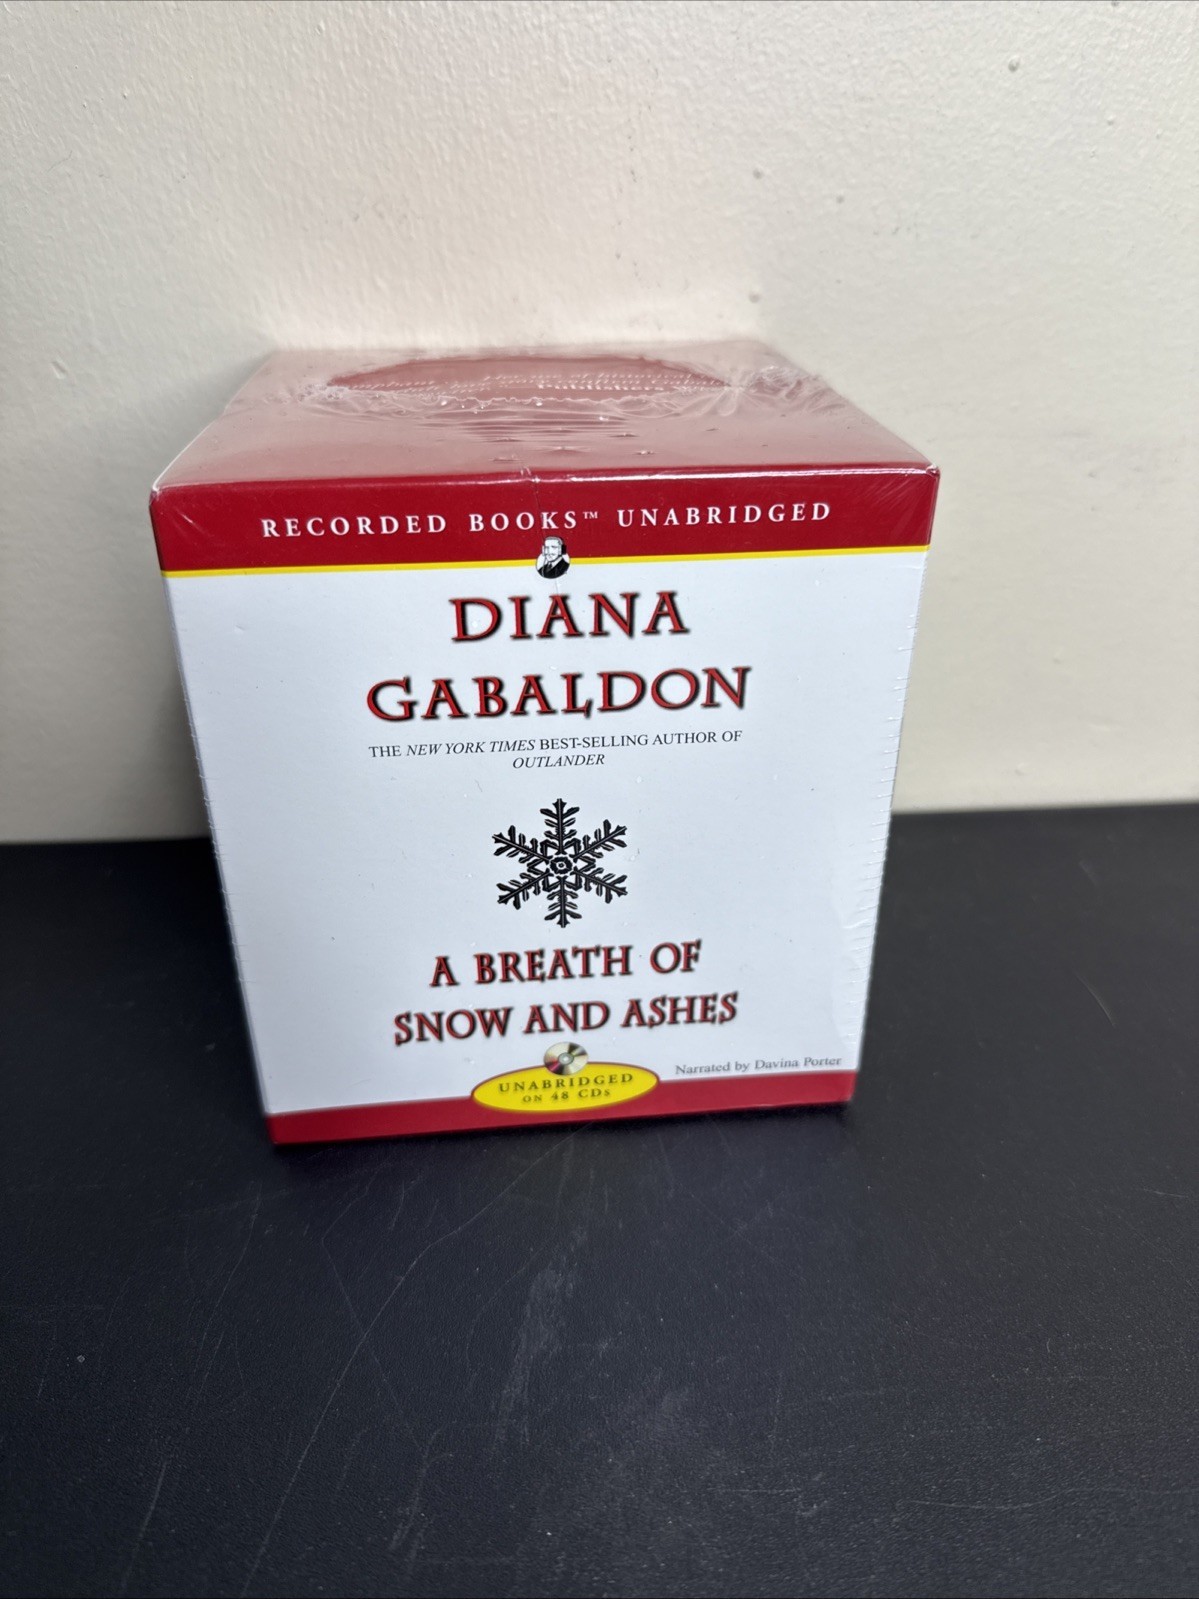 RECORDED BOOKS™ UNABRIDGED
DIANA
GABALDON
THE NEW YORK TIMES BEST-SELLING AUTHOR OF
OUTLANDER
A BREATH OF
SNOW AND ASHES
Narrated by Davina Porter
UNABRIDGED
ON 48 CDs